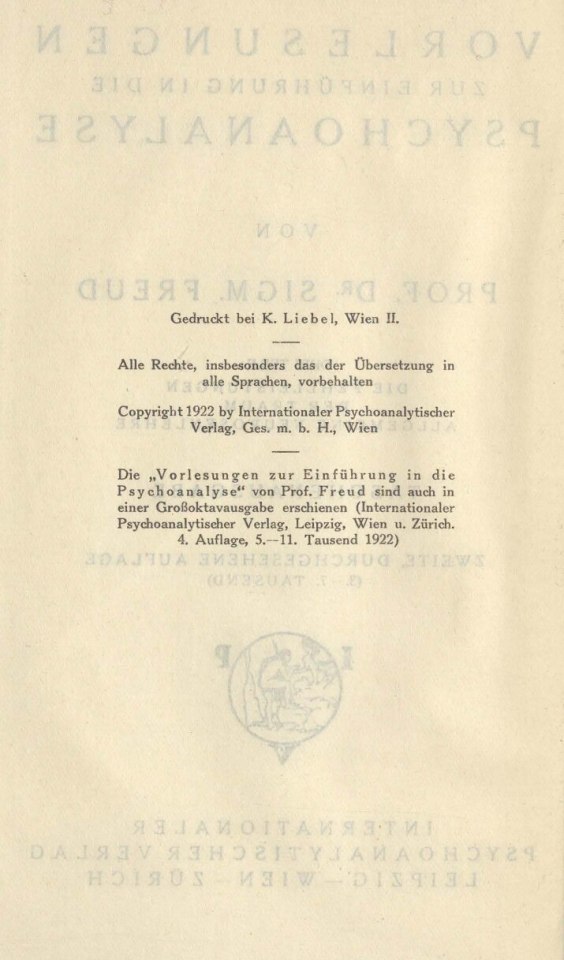 Gedruckt bei K. Liebel, Wien II.
Alle Rechte, insbesonders das der Übersetzung in
alle Sprachen, vorbehalten
Copyright 1922 by Internationaler Psychoanalytischer
Verlag, Ges. m. b. H., Wien
Die „Vorlesungen zur Einführung in die
Psychoanalyse“ von Prof. Freud sind auch in
einer Großoktavausgabe erschienen (Internationaler
Psychoanalytischer Verlag, Leipzig, Wien u. Zürich.
4. Auflage, 5.—11. Tausend 1922)